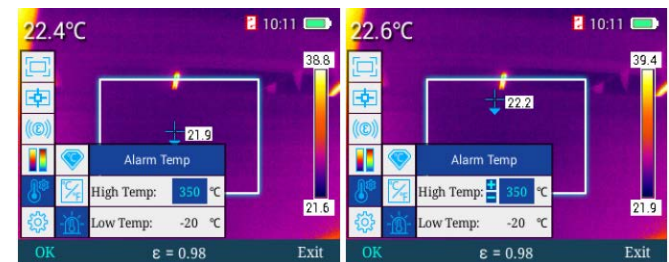 22.4°C
10:11
38.8
21.9
Alarm Temp
High Temp: 350 °C
21.6
Low Temp: -20 °C
OK ε = 0.98 Exit
22.6°C
10:11
39.4
22.2
Alarm Temp
High Temp: + − 350 °C
21.9
Low Temp: -20 °C
OK ε = 0.98 Exit